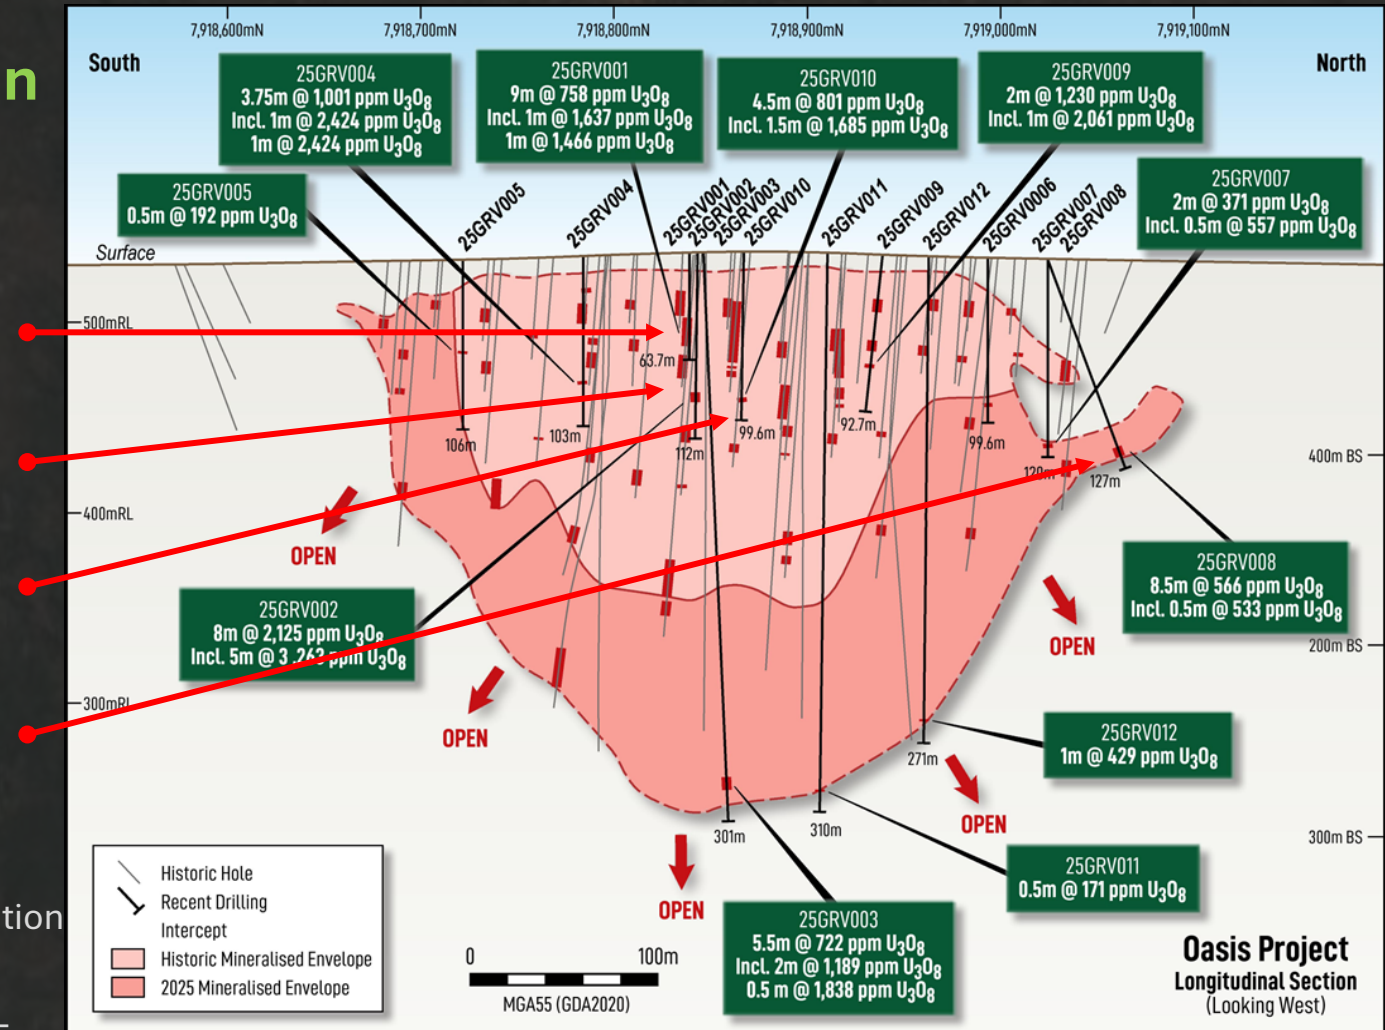 n
7,918,600mN
7,918,700mN
7,918,800mN
7,918,900mN
7,919,000mN
7,919,100mN
South
North
25GRV004
3.75m @ 1,001 ppm U₃O₈
Incl. 1m @ 2,424 ppm U₃O₈
1m @ 2,424 ppm U₃O₈
25GRV001
9m @ 758 ppm U₃O₈
Incl. 1m @ 1,637 ppm U₃O₈
1m @ 1,466 ppm U₃O₈
25GRV010
4.5m @ 801 ppm U₃O₈
Incl. 1.5m @ 1,685 ppm U₃O₈
25GRV009
2m @ 1,230 ppm U₃O₈
Incl. 1m @ 2,061 ppm U₃O₈
25GRV005
0.5m @ 192 ppm U₃O₈
25GRV007
2m @ 371 ppm U₃O₈
Incl. 0.5m @ 557 ppm U₃O₈
25GRV005
25GRV004
25GRV001
25GRV002
25GRV003
25GRV010
25GRV011
25GRV009
25GRV012
25GRV0006
25GRV007
25GRV008
Surface
500mRL
63.7m
106m
103m
112m
99.6m
92.7m
99.6m
127m
400m BS
400mRL
OPEN
25GRV002
8m @ 2,125 ppm U₃O₈
Incl. 5m @ 3,263 ppm U₃O₈
25GRV008
8.5m @ 566 ppm U₃O₈
Incl. 0.5m @ 533 ppm U₃O₈
OPEN
200m BS
300mRL
OPEN
25GRV012
1m @ 429 ppm U₃O₈
271m
OPEN
301m
310m
300m BS
25GRV011
0.5m @ 171 ppm U₃O₈
OPEN
25GRV003
5.5m @ 722 ppm U₃O₈
Incl. 2m @ 1,189 ppm U₃O₈
0.5 m @ 1,838 ppm U₃O₈
tion
Historic Hole
Recent Drilling
Intercept
Historic Mineralised Envelope
2025 Mineralised Envelope
0
100m
MGA55 (GDA2020)
Oasis Project
Longitudinal Section
(Looking West)